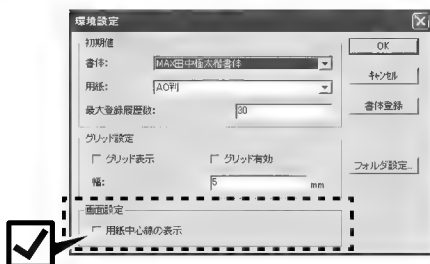 環境設定
初期値
書体: MAX田中極太楷書体
用紙: A0判
最大登録履歴数: 30
OK
キャンセル
書体登録
グリッド設定
グリッド表示 グリッド有効
幅: 5 mm
フォルダ設定...
画面設定
用紙中心線の表示